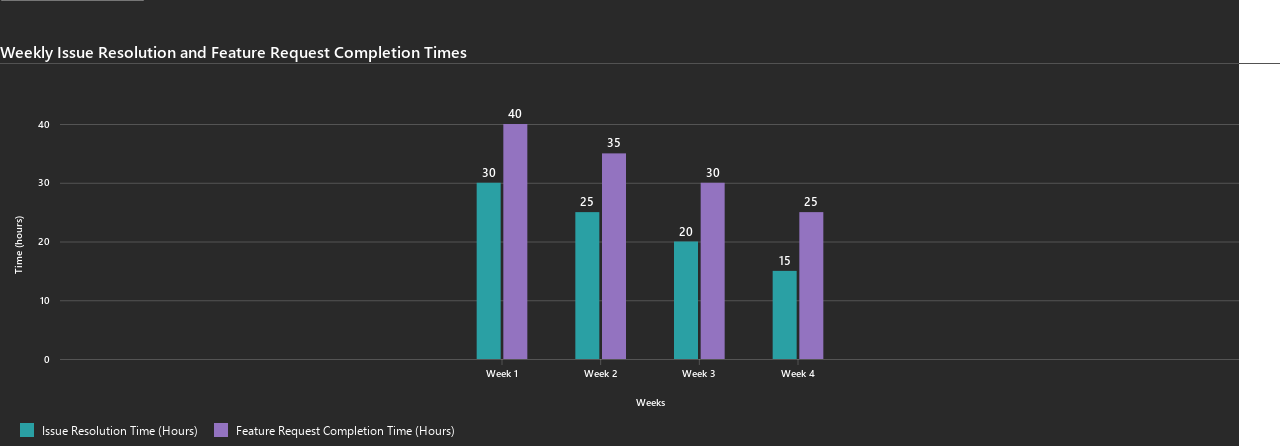 Weekly Issue Resolution and Feature Request Completion Times
40
30
20
10
0
Time (hours)
30
40
25
35
20
30
15
25
Week 1
Week 2
Week 3
Week 4
Weeks
Issue Resolution Time (Hours)
Feature Request Completion Time (Hours)